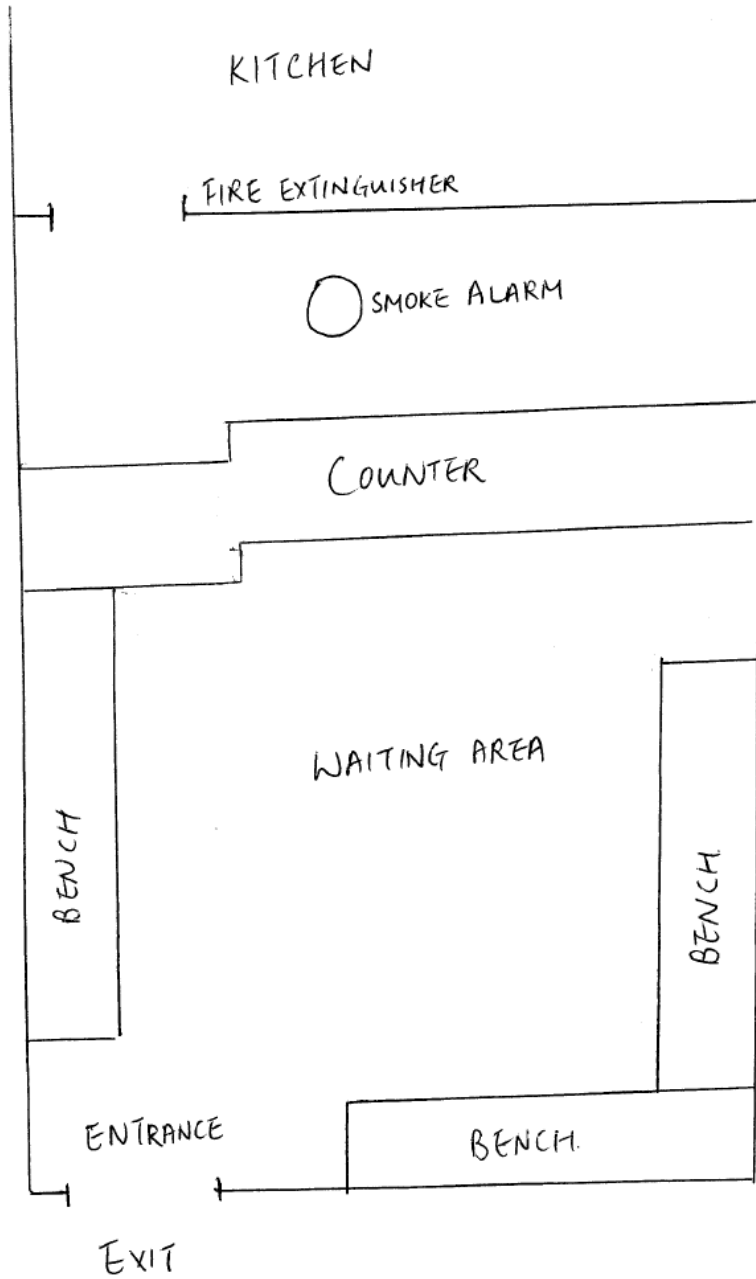 KITCHEN
FIRE EXTINGUISHER
SMOKE ALARM
COUNTER
WAITING AREA
BENCH
BENCH.
ENTRANCE
BENCH.
EXIT